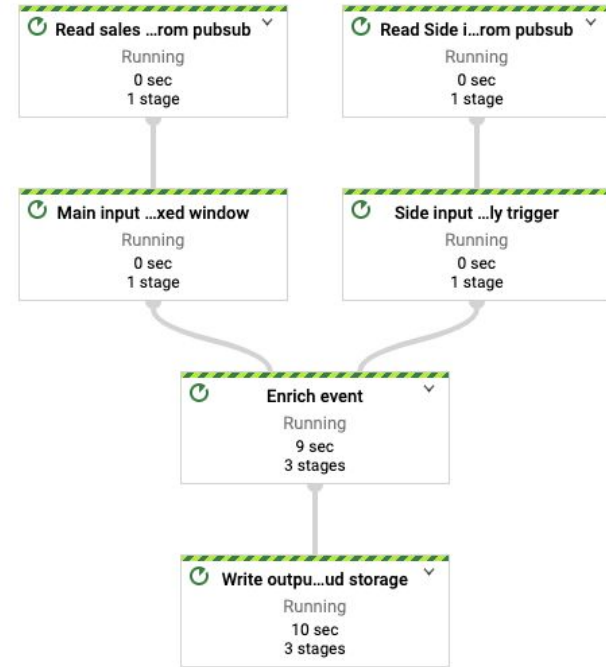 Read sales ...rom pubsub
Running
0 sec
1 stage
Read Side i...rom pubsub
Running
0 sec
1 stage
Main input ...xed window
Running
0 sec
1 stage
Side input ...ly trigger
Running
0 sec
1 stage
Enrich event
Running
9 sec
3 stages
Write outpu...ud storage
Running
10 sec
3 stages